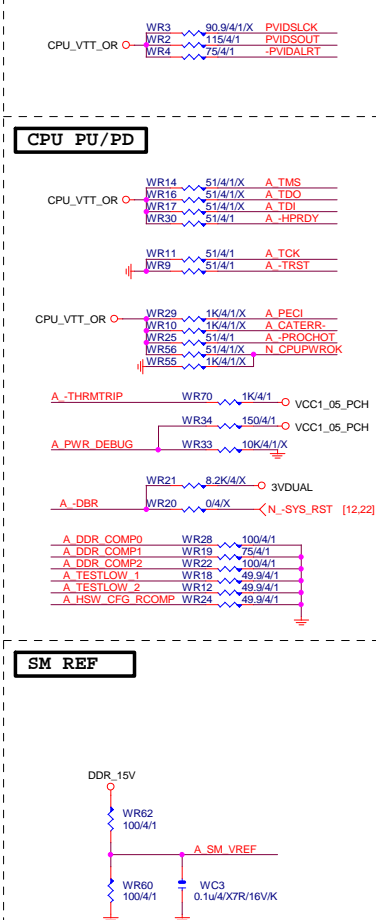 WR3 90.9/4/1/X PVIDSLCK
CPU_VTT_OR WR2 115/4/1 PVIDSOUT
WR4 75/4/1 -PVIDALRT
CPU PU/PD
WR14 51/4/1/X A_TMS
CPU_VTT_OR WR16 51/4/1/X A_TDO
WR17 51/4/1/X A_TDI
WR30 51/4/1 A_-HPRDY
WR11 51/4/1 A_TCK
WR9 51/4/1 A_-TRST
CPU_VTT_OR WR29 1K/4/1/X A_PECI
WR10 1K/4/1/X A_CATERR-
WR25 51/4/1 A_-PROCHOT
WR56 51/4/1/X N_CPUPWROK
WR55 1K/4/1/X
A_-THRMTRIP WR70 1K/4/1 VCC1_05_PCH
WR34 150/4/1 VCC1_05_PCH
A_PWR_DEBUG WR33 10K/4/1/X
WR21 8.2K/4/X 3VDUAL
A_-DBR WR20 0/4/X N_-SYS_RST [12,22]
A_DDR_COMP0 WR28 100/4/1
A_DDR_COMP1 WR19 75/4/1
A_DDR_COMP2 WR22 100/4/1
A_TESTLOW_1 WR18 49.9/4/1
A_TESTLOW_2 WR12 49.9/4/1
A_HSW_CFG_RCOMP WR24 49.9/4/1
SM REF
DDR_15V
WR62
100/4/1
A_SM_VREF
WR60 WC3
100/4/1 0.1u/4/X7R/16V/K